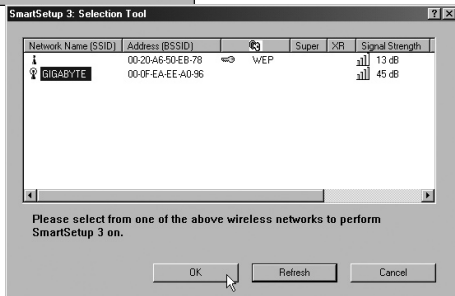 SmartSetup 3: Selection Tool
Network Name (SSID) Address (BSSID) Super XR Signal Strength
00-20-A6-50-EB-78 WEP 13 dB
GIGABYTE 00-0F-EA-EE-A0-96 45 dB
Please select from one of the above wireless networks to perform
SmartSetup 3 on.
OK Refresh Cancel